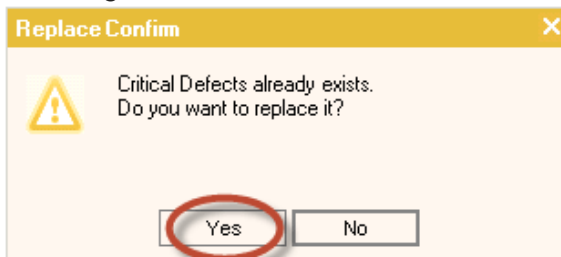 Replace Confirm
Critical Defects already exists.
Do you want to replace it?
Yes
No